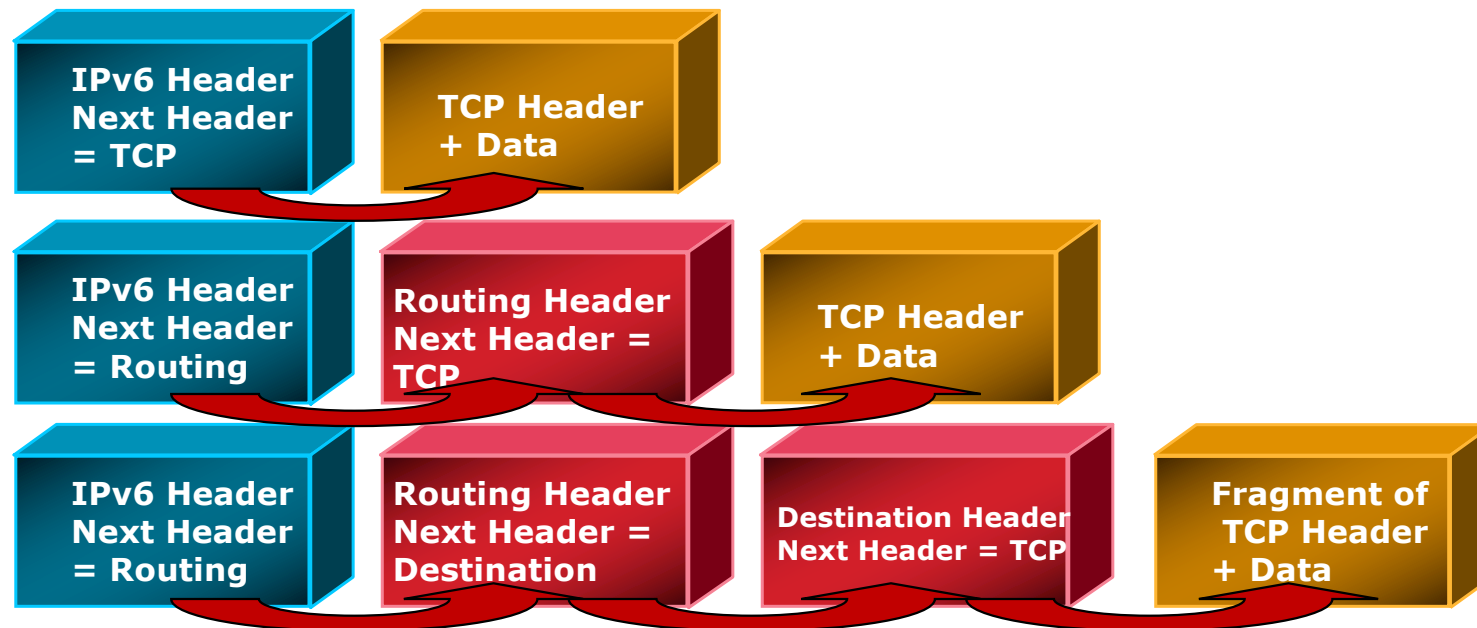 IPv6 Header
Next Header
= TCP
TCP Header
+ Data
IPv6 Header
Next Header
= Routing
Routing Header
Next Header =
TCP
TCP Header
+ Data
IPv6 Header
Next Header
= Routing
Routing Header
Next Header =
Destination
Destination Header
Next Header = TCP
Fragment of
TCP Header
+ Data